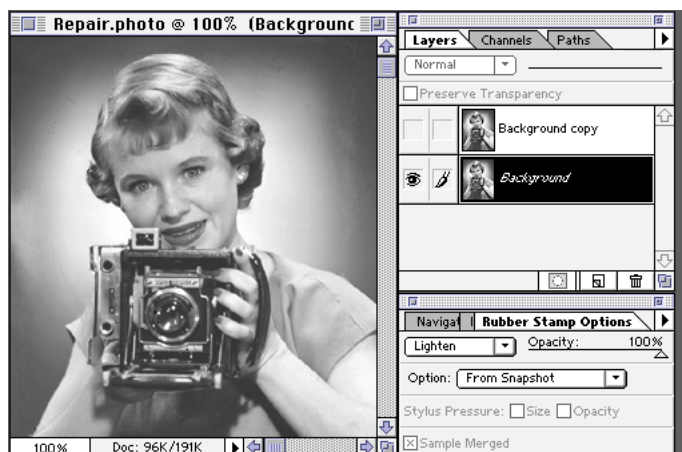 Repair.photo @ 100% (Background
Layers Channels Paths
Normal
Preserve Transparency
Background copy
Background
Navigat
Rubber Stamp Options
Lighten Opacity: 100%
Option: From Snapshot
Stylus Pressure: Size Opacity
Sample Merged
100% Doc: 96K/191K